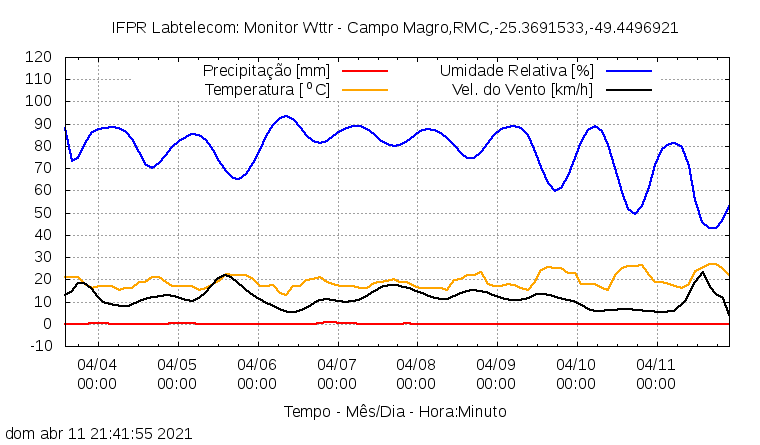 IFPR Labtelecom: Monitor Wttr - Campo Magro,RMC,-25.3691533,-49.4496921
120
110
100
90
80
70
60
50
40
30
20
10
0
-10
Precipitação [mm]
Temperatura [⁰C]
Umidade Relativa [%]
Vel. do Vento [km/h]
04/04 04/05 04/06 04/07 04/08 04/09 04/10 04/11
00:00 00:00 00:00 00:00 00:00 00:00 00:00 00:00
Tempo - Mês/Dia - Hora:Minuto
dom abr 11 21:41:55 2021